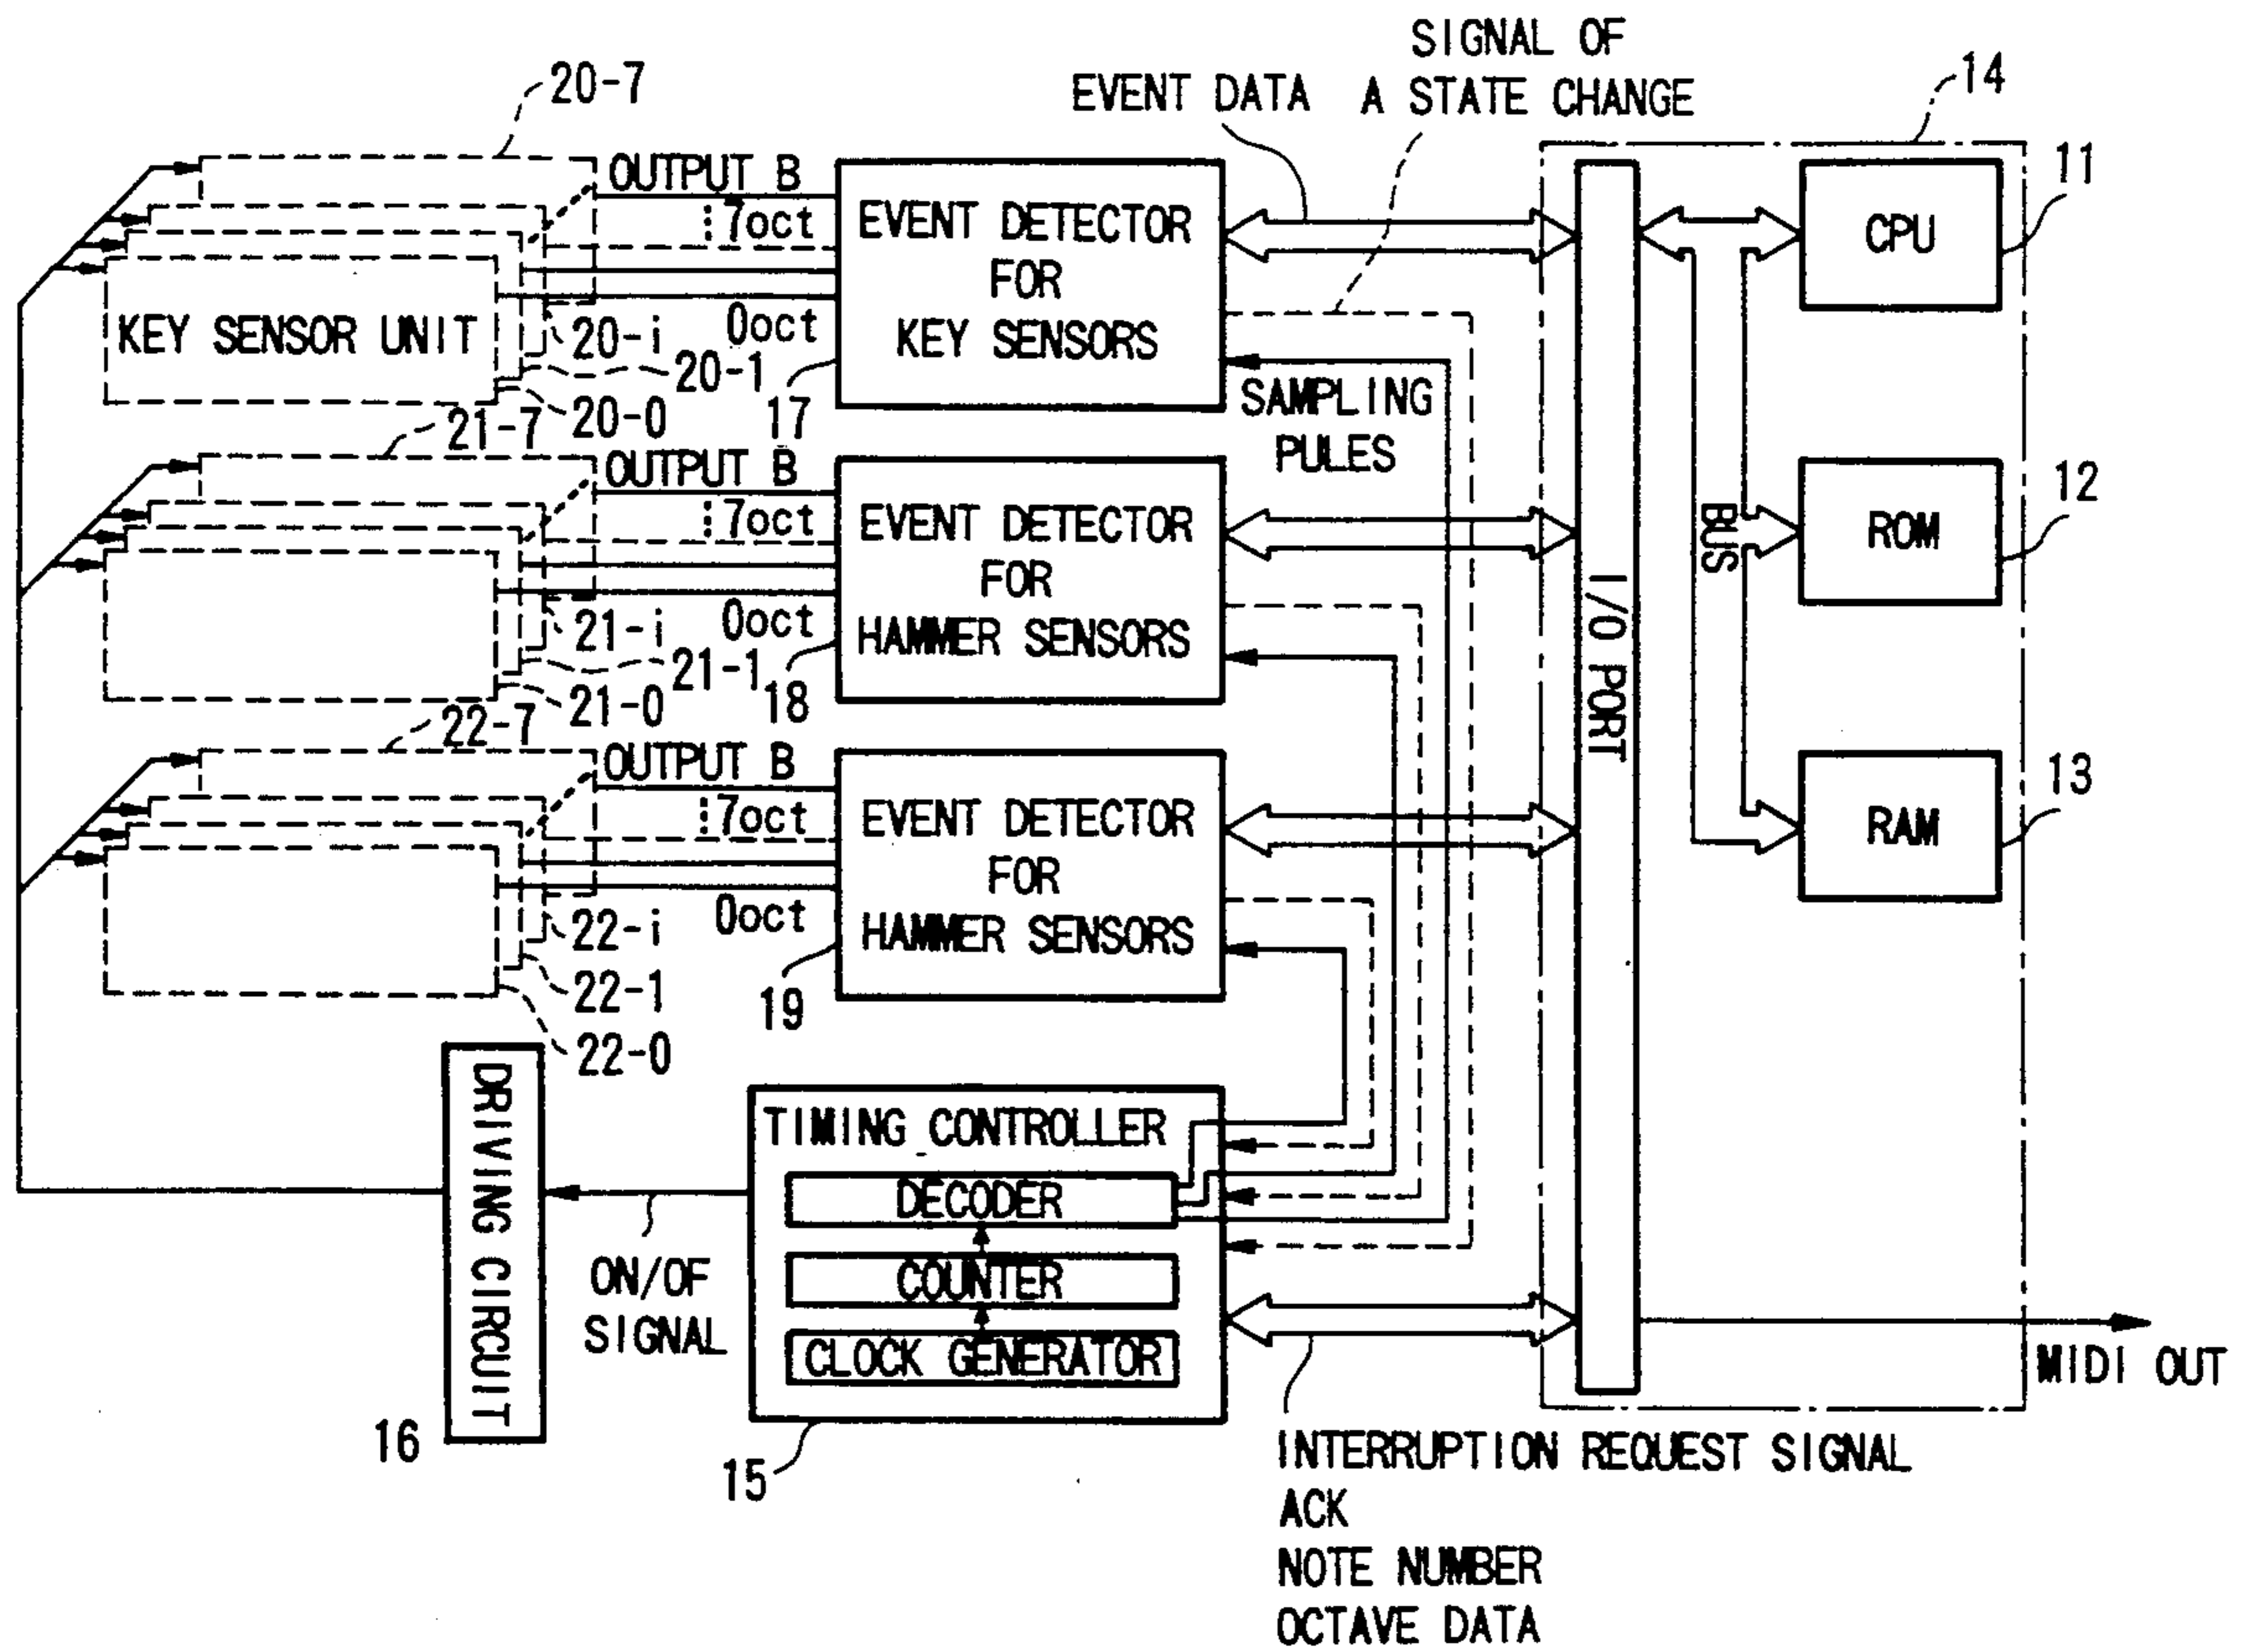 SIGNAL OF
EVENT DATA A STATE CHANGE
20-7
14
11
OUTPUT B
7oct
0oct
KEY SENSOR UNIT
20-i
20-1
20-0
EVENT DETECTOR
FOR
KEY SENSORS
17
SAMPLING
PULES
CPU
21-7
OUTPUT B
7oct
0oct
21-i
21-1
21-0
EVENT DETECTOR
FOR
HAMMER SENSORS
18
I/O PORT
BUS
ROM
12
22-7
OUTPUT B
7oct
0oct
22-i
22-1
22-0
EVENT DETECTOR
FOR
HAMMER SENSORS
19
RAM
13
DRIVING CIRCUIT
16
ON/OF
SIGNAL
TIMING CONTROLLER
DECODER
COUNTER
CLOCK GENERATOR
15
MIDI OUT
INTERRUPTION REQUEST SIGNAL
ACK
NOTE NUMBER
OCTAVE DATA